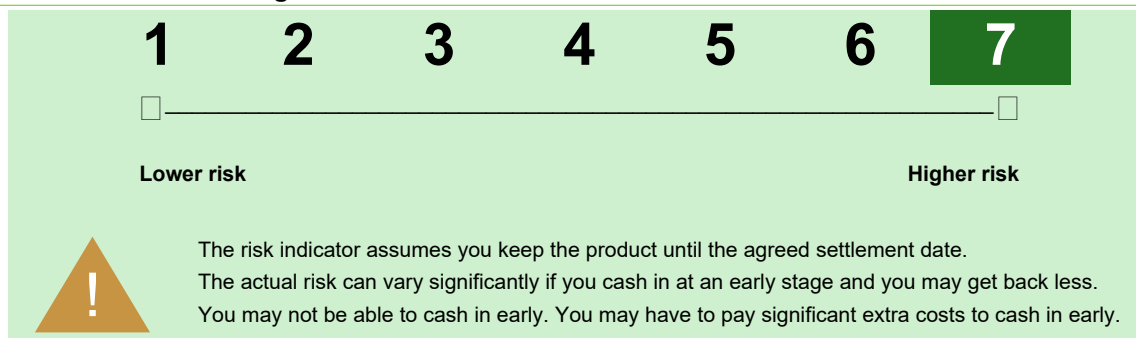 1 2 3 4 5 6 7
Lower risk Higher risk
The risk indicator assumes you keep the product until the agreed settlement date.
The actual risk can vary significantly if you cash in at an early stage and you may get back less.
! You may not be able to cash in early. You may have to pay significant extra costs to cash in early.